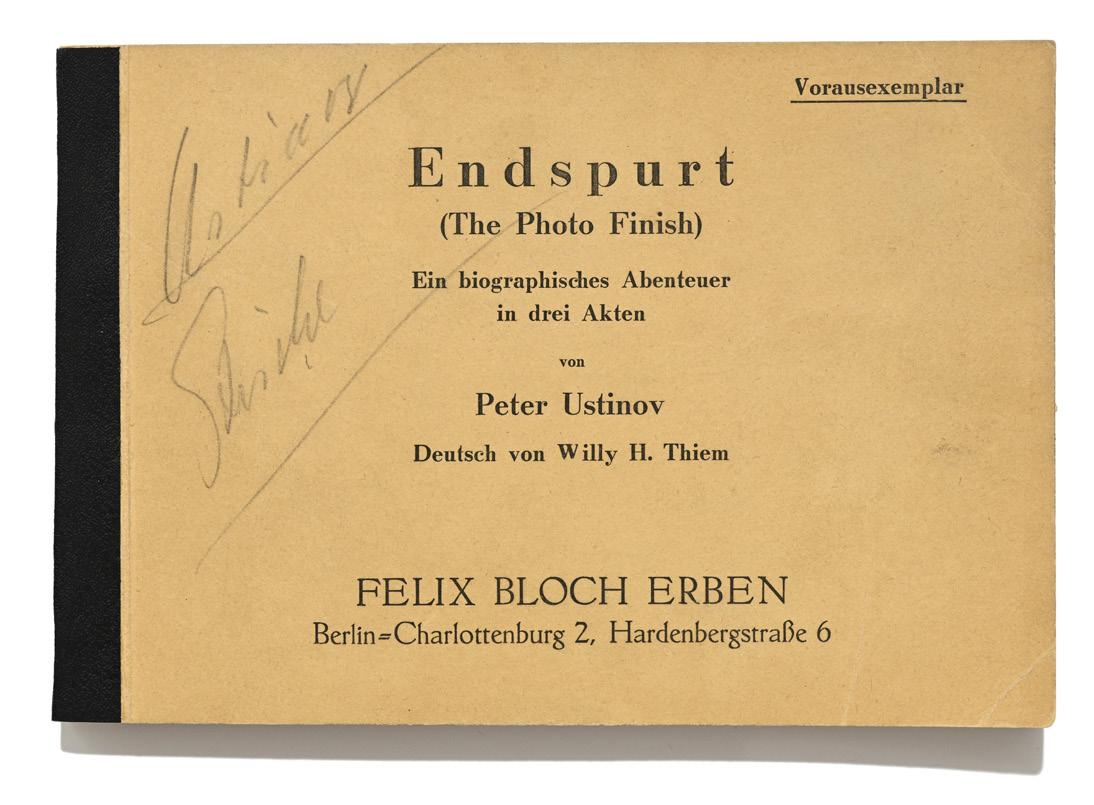 Vorausexemplar
Endspurt
(The Photo Finish)
Ein biographisches Abenteuer
in drei Akten
von
Peter Ustinov
Deutsch von Willy H. Thiem
FELIX BLOCH ERBEN
Berlin=Charlottenburg 2, Hardenbergstraße 6